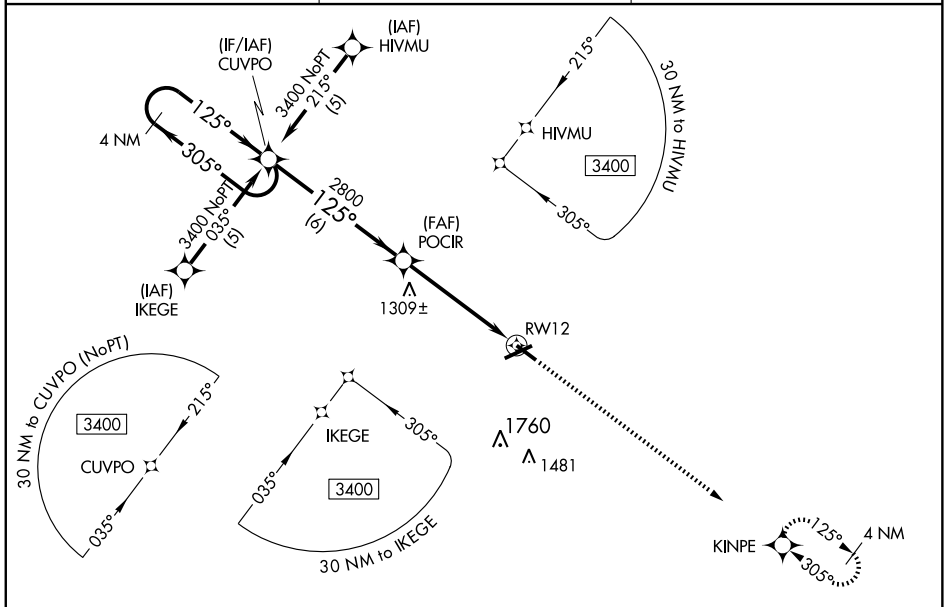 (IF/IAF)
CUVPO
(IAF)
HIVMU
3400 NoPT
215°
(5)
4 NM
125°
305°
3400 NoPT
035°
(5)
(IAF)
IKEGE
2800
125°
(6)
(FAF)
POCIR
1309±
RW12
215°
HIVMU
3400
305°
30 NM to HIVMU
30 NM to CUVPO (NoPT)
3400
215°
CUVPO
035°
IKEGE
305°
035°
3400
30 NM to IKEGE
1760
1481
KINPE
125°
305°
4 NM